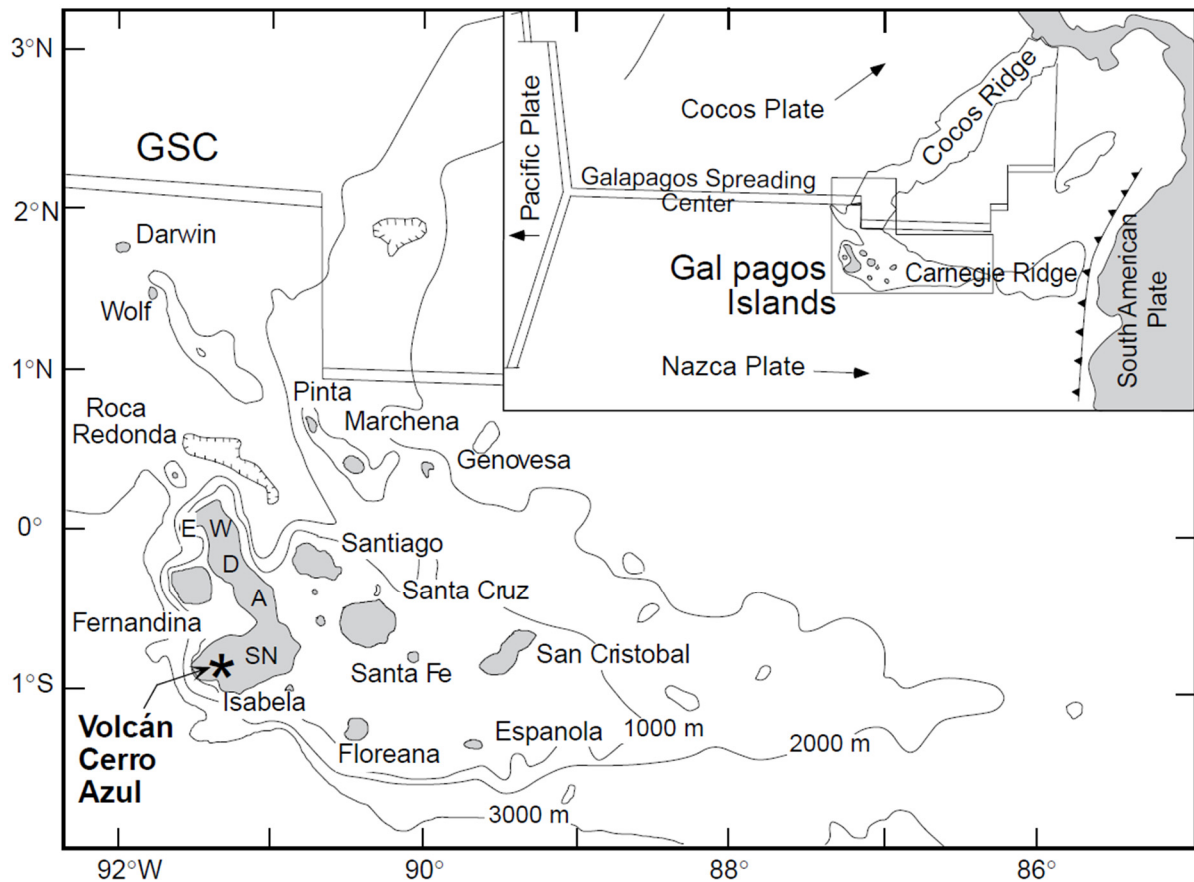 3°N
GSC
2°N
Darwin
Wolf
1°N
Pinta
Roca
Redonda
Marchena
Genovesa
0°
E
W
D
A
SN
Santiago
Santa Cruz
Fernandina
Santa Fe
San Cristobal
1°S
Isabela
Volcán
Cerro
Azul
Floreana
Espanola
1000 m
2000 m
3000 m
92°W
90°
88°
86°
Pacific Plate
Cocos Plate
Cocos Ridge
Galapagos Spreading
Center
Gal pagos
Islands
Carnegie Ridge
Nazca Plate
South American
Plate